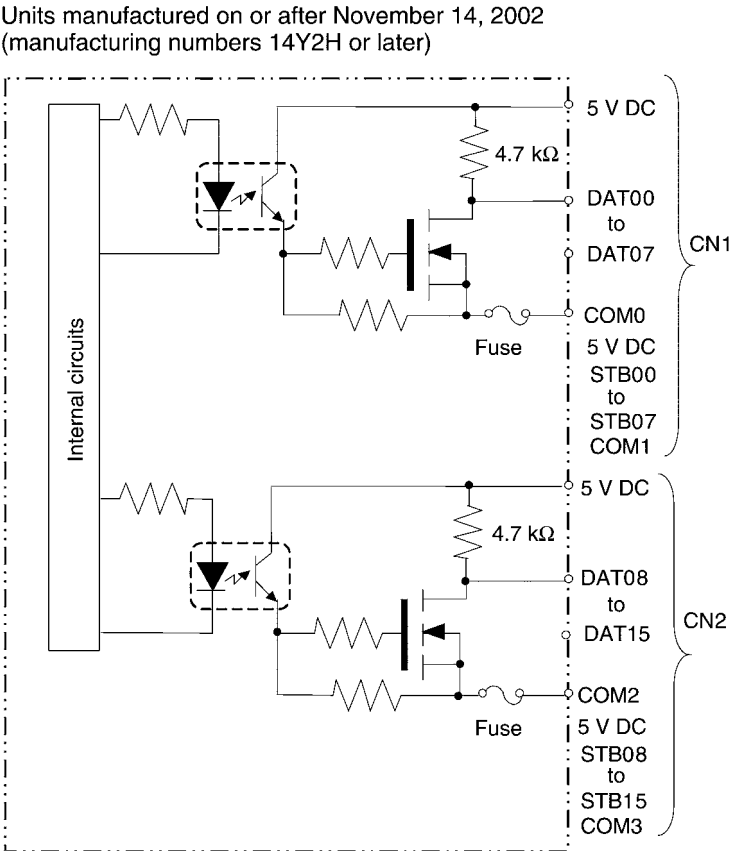 Units manufactured on or after November 14, 2002
(manufacturing numbers 14Y2H or later)
Internal circuits
5 V DC
4.7 kΩ
DAT00
to
DAT07
CN1
COM0
Fuse
5 V DC
STB00
to
STB07
COM1
5 V DC
4.7 kΩ
DAT08
to
DAT15
CN2
COM2
Fuse
5 V DC
STB08
to
STB15
COM3